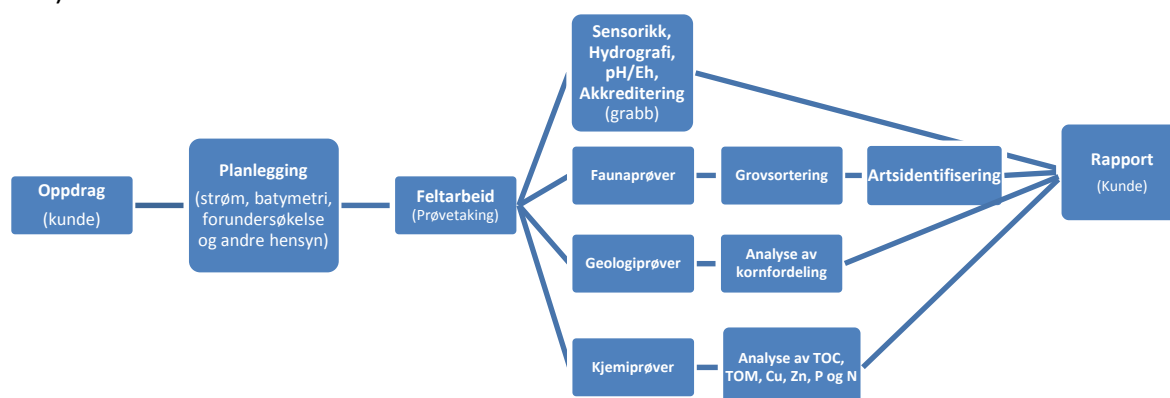 Oppdrag
(kunde)
Planlegging
(strøm, batymetri,
forundersøkelse
og andre hensyn)
Feltarbeid
(Prøvetaking)
Sensorikk,
Hydrografi,
pH/Eh,
Akkreditering
(grabb)
Faunaprøver
Grovsortering
Artsidentifisering
Geologiprøver
Analyse av
kornfordeling
Kjemiprøver
Analyse av TOC,
TOM, Cu, Zn, P og N
Rapport
(Kunde)